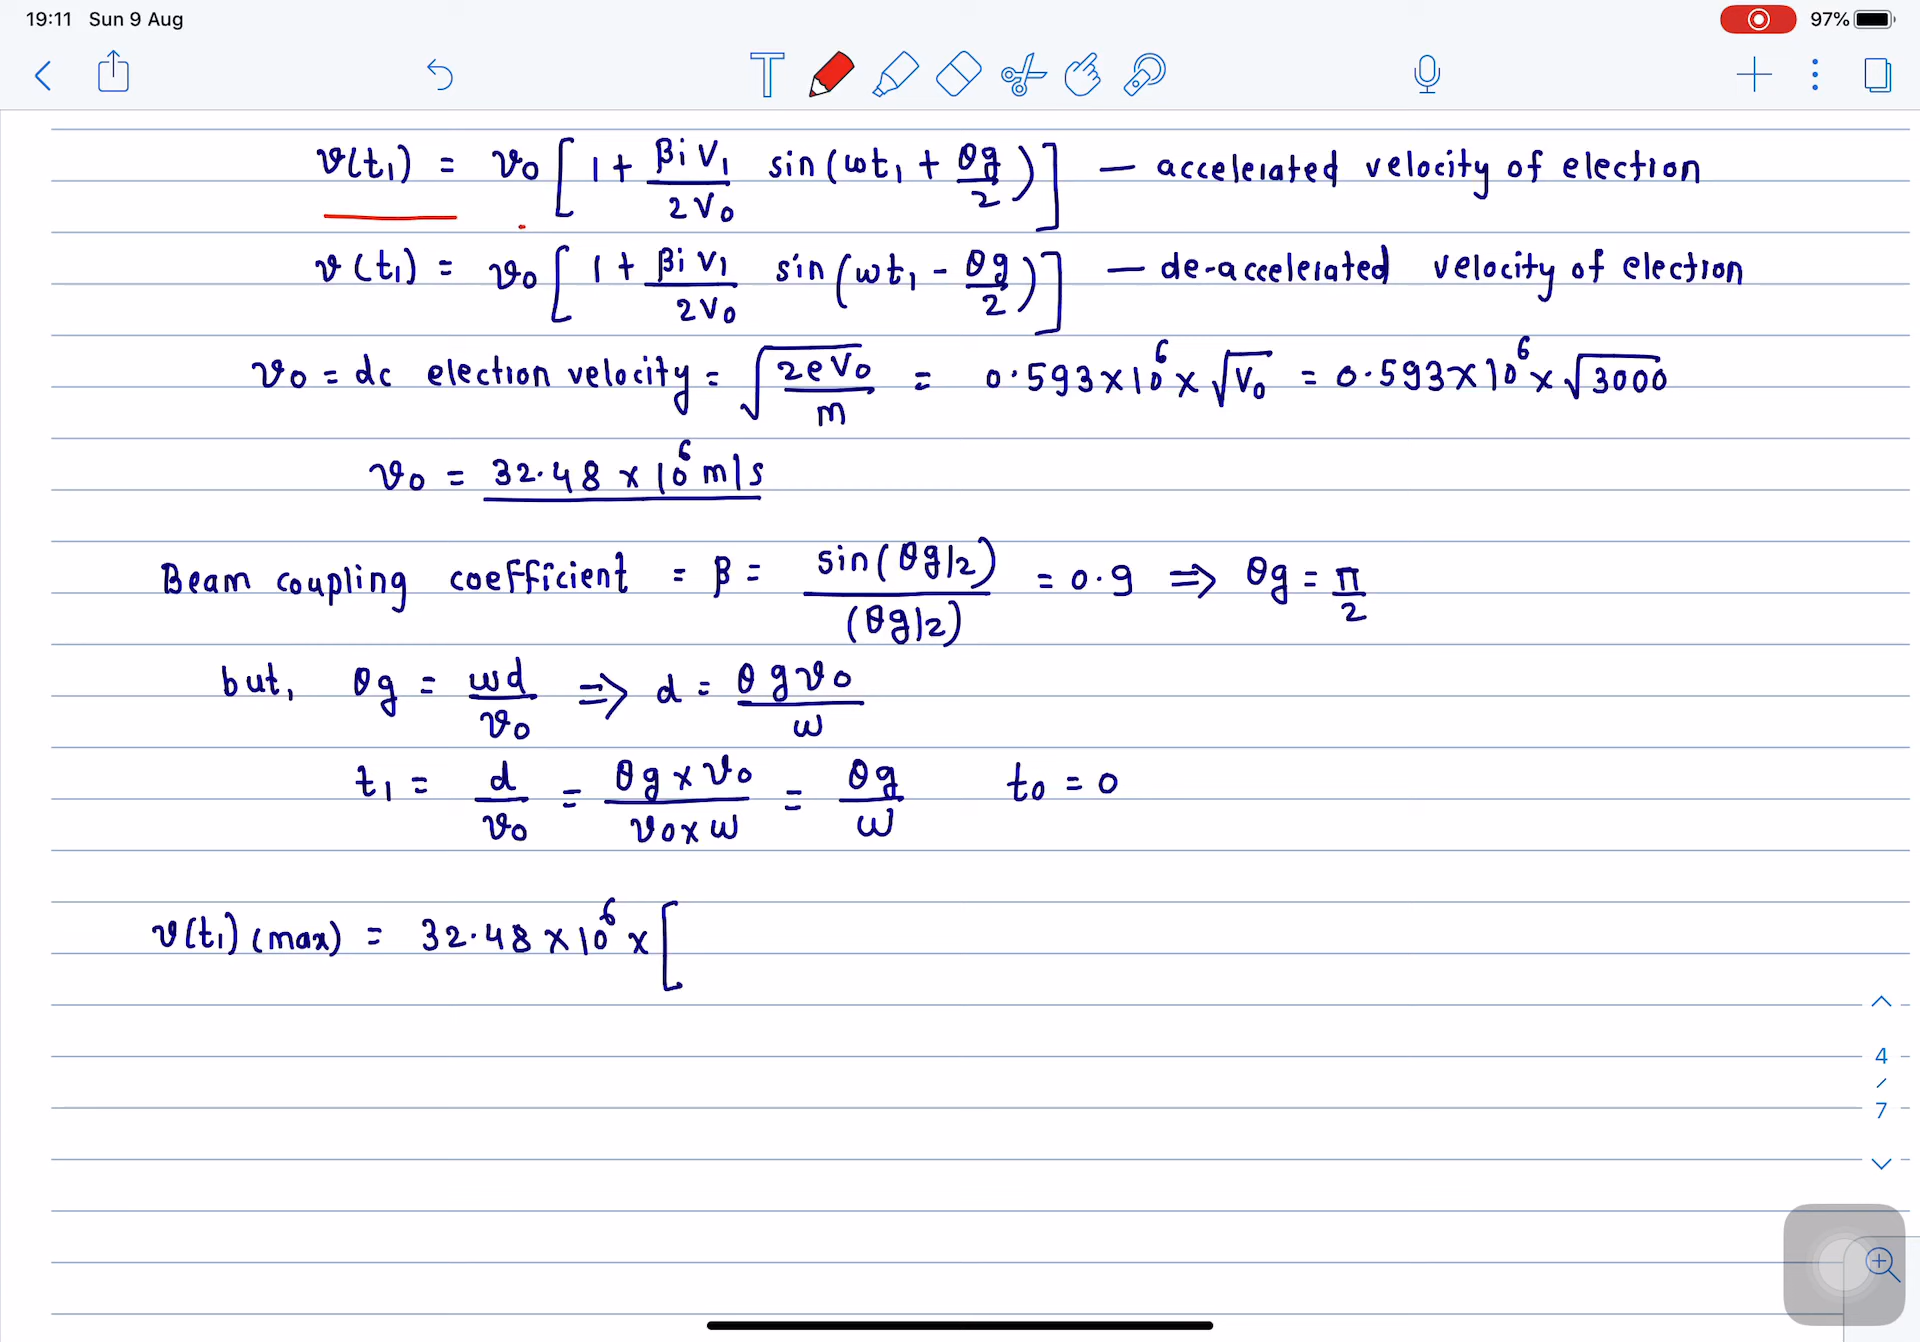 19:11 Sun 9 Aug 97%
v(t₁) = v₀ [ 1 + βi V₁ / 2V₀ sin(ωt₁ + θg/2) ] — accelerated velocity of electron
v(t₁) = v₀ [ 1 + βi V₁ / 2V₀ sin(ωt₁ - θg/2) ] — de-accelerated velocity of electron
v₀ = dc electron velocity = √(2eV₀/m) = 0.593×10⁶ × √V₀ = 0.593×10⁶ × √3000
v₀ = 32.48 × 10⁶ m/s
Beam coupling coefficient = β = sin(θg/2) / (θg/2) = 0.9 ⇒ θg = π/2
but, θg = ωd/v₀ ⇒ d = θg v₀ / ω
t₁ = d/v₀ = θg × v₀ / v₀ × ω = θg/ω t₀ = 0
v(t₁) (max) = 32.48 × 10⁶ × [
4
/
7